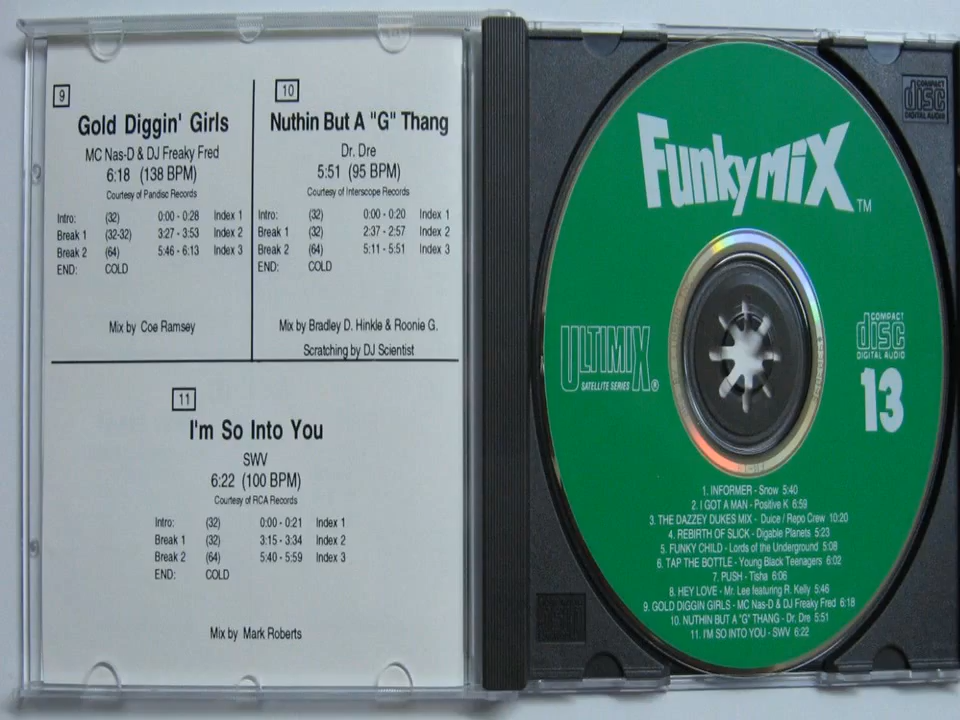 9
Gold Diggin' Girls
MC Nas-D & DJ Freaky Fred
6:18 (138 BPM)
Courtesy of Pandisc Records
Intro: (32) 0:00 - 0:28 Index 1
Break 1 (32-32) 3:27 - 3:53 Index 2
Break 2 (64) 5:46 - 6:13 Index 3
END: COLD
Mix by Coe Ramsey
10
Nuthin But A "G" Thang
Dr. Dre
5:51 (95 BPM)
Courtesy of Interscope Records
Intro: (32) 0:00 - 0:20 Index 1
Break 1 (32) 2:37 - 2:57 Index 2
Break 2 (64) 5:11 - 5:51 Index 3
END: COLD
Mix by Bradley D. Hinkle & Roonie G.
Scratching by DJ Scientist
11
I'm So Into You
SWV
6:22 (100 BPM)
Courtesy of RCA Records
Intro: (32) 0:00 - 0:21 Index 1
Break 1 (32) 3:15 - 3:34 Index 2
Break 2 (64) 5:40 - 5:59 Index 3
END: COLD
Mix by Mark Roberts
COMPACT
disc
DIGITAL AUDIO
Funkymix TM
ULTIMIX
SATELLITE SERIES ®
COMPACT
disc
DIGITAL AUDIO
13
1. INFORMER - Snow 5:40
2. I GOT A MAN - Positive K 6:59
3. THE DAZZEY DUKES MIX - Duice / Repo Crew 10:20
4. REBIRTH OF SLICK - Digable Planets 5:23
5. FUNKY CHILD - Lords of the Underground 5:08
6. TAP THE BOTTLE - Young Black Teenagers 6:02
7. PUSH - Tisha 6:06
8. HEY LOVE - Mr. Lee featuring R. Kelly 5:46
9. GOLD DIGGIN GIRLS - MC Nas-D & DJ Freaky Fred 6:18
10. NUTHIN BUT A "G" THANG - Dr. Dre 5:51
11. I'M SO INTO YOU - SWV 6:22